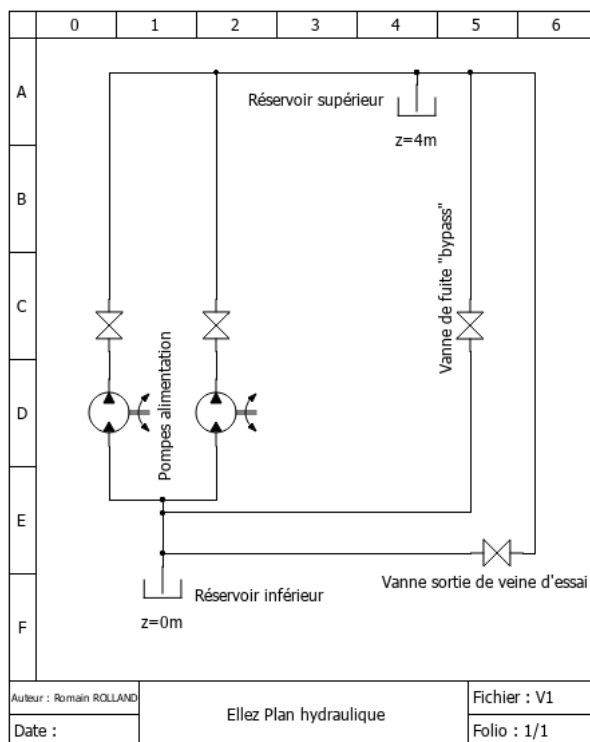 0 1 2 3 4 5 6
A
Réservoir supérieur
z=4m
B
Vanne de fuite "bypass"
C
Pompes alimentation
D
E
Vanne sortie de veine d'essai
Réservoir inférieur
F
z=0m
Auteur : Romain ROLLAND
Date :
Ellez Plan hydraulique
Fichier : V1
Folio : 1/1